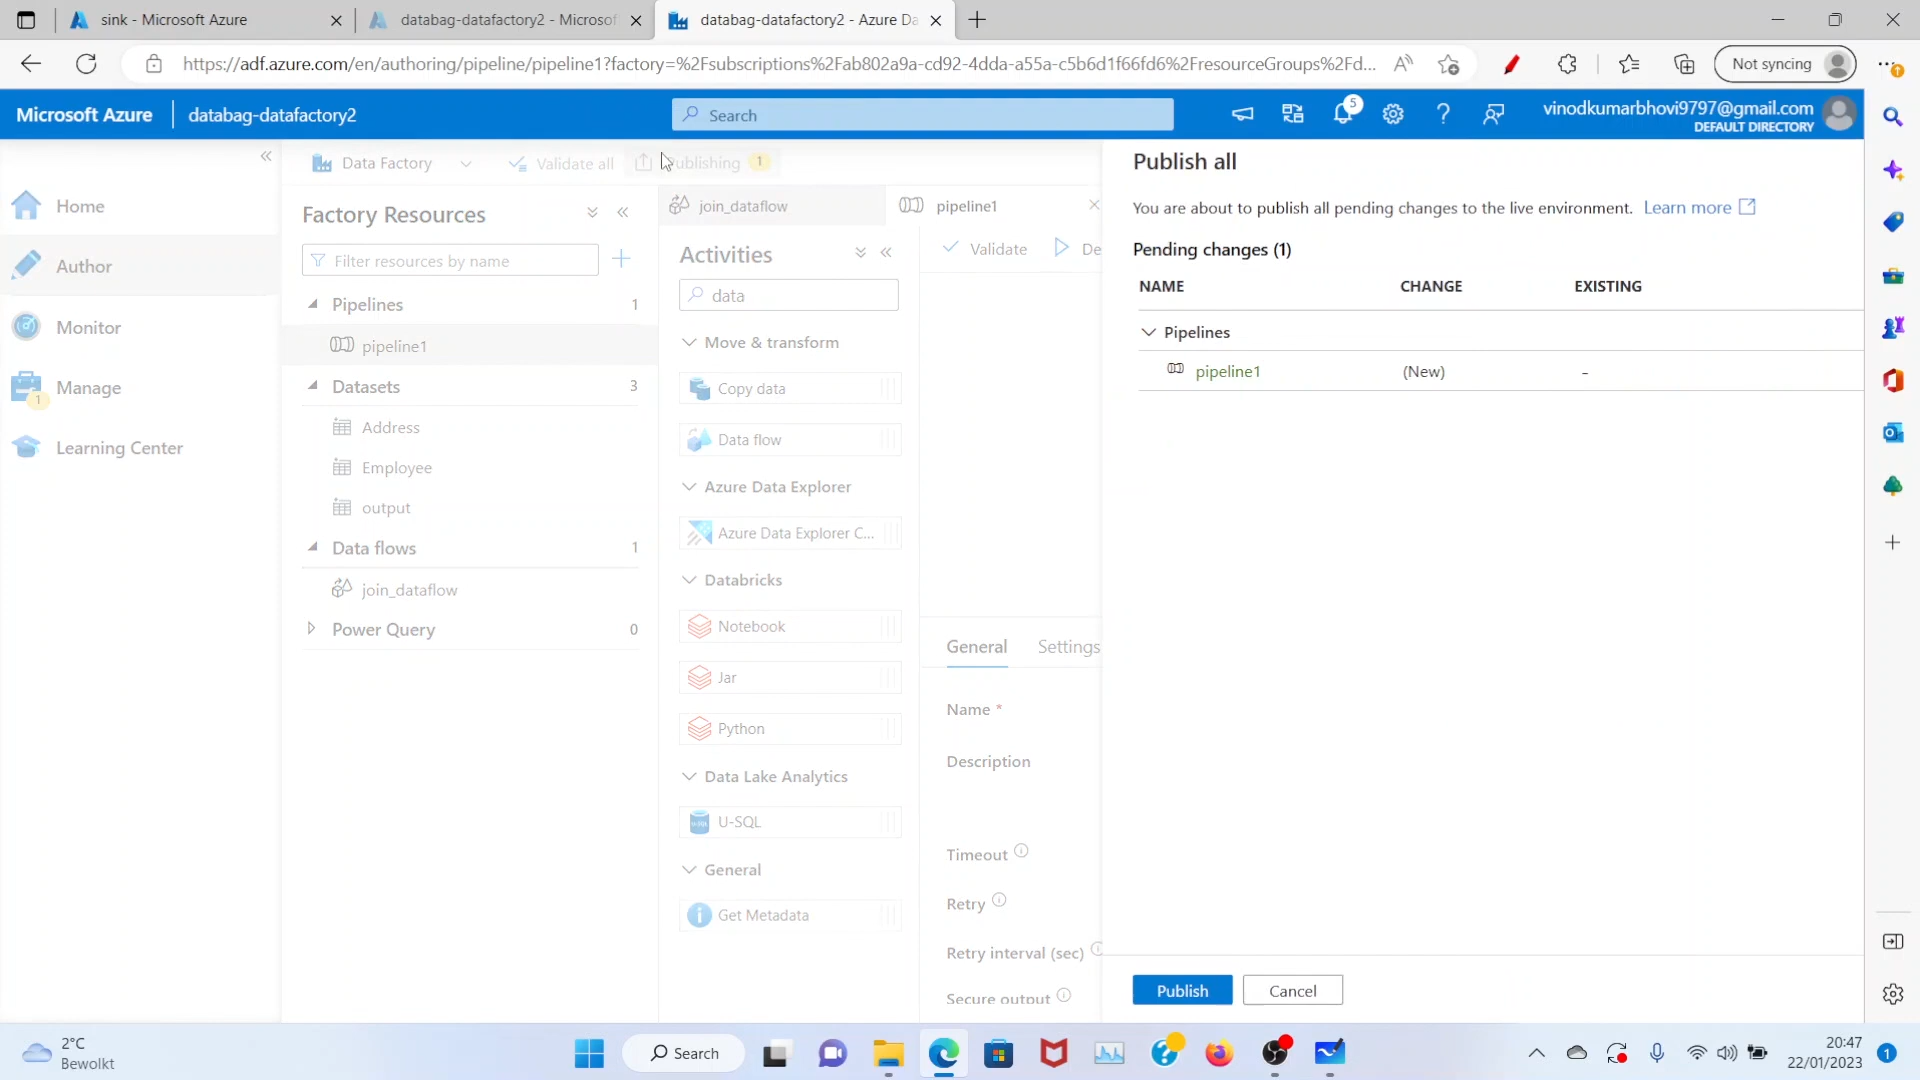 sink - Microsoft Azure
databag-datafactory2 - Microsof
databag-datafactory2 - Azure Da
https://adf.azure.com/en/authoring/pipeline/pipeline1?factory=%2Fsubscriptions%2Fab802a9a-cd92-4dda-a55a-c5b6d1f66fd6%2FresourceGroups%2Fd...
Not syncing
Microsoft Azure
databag-datafactory2
Search
5
vinodkumarbhovi9797@gmail.com
DEFAULT DIRECTORY
Data Factory
Validate all
Publishing
1
Home
Author
Monitor
Manage
1
Learning Center
Factory Resources
Filter resources by name
Pipelines
1
pipeline1
Datasets
3
Address
Employee
output
Data flows
1
join_dataflow
Power Query
0
join_dataflow
pipeline1
Activities
data
Move & transform
Copy data
Data flow
Azure Data Explorer
Azure Data Explorer C...
Databricks
Notebook
Jar
Python
Data Lake Analytics
U-SQL
General
Get Metadata
Validate
De
General
Settings
Name *
Description
Timeout
Retry
Retry interval (sec)
Secure output
Publish all
You are about to publish all pending changes to the live environment. Learn more
Pending changes (1)
NAME CHANGE EXISTING
Pipelines
pipeline1 (New) -
Publish
Cancel
2°C
Bewolkt
Search
20:47
22/01/2023
1